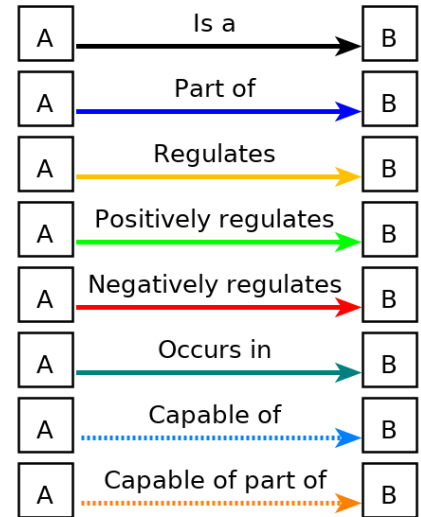 A Is a B
A Part of B
A Regulates B
A Positively regulates B
A Negatively regulates B
A Occurs in B
A Capable of B
A Capable of part of B